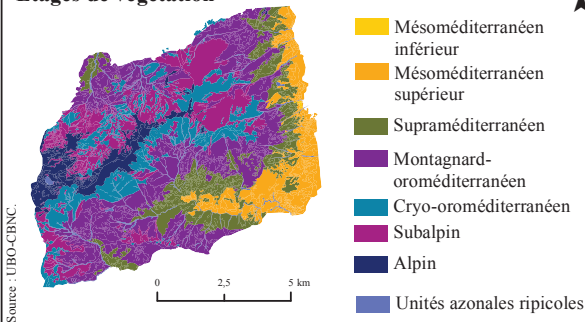 Etages de végétation
Mésoméditerranéen
inférieur
Mésoméditerranéen
supérieur
Supraméditerranéen
Montagnard-
oroméditerranéen
Cryo-oroméditerranéen
Subalpin
Alpin
Unités azonales ripicoles
0 2,5 5 km
Source : UBO-CBNC.